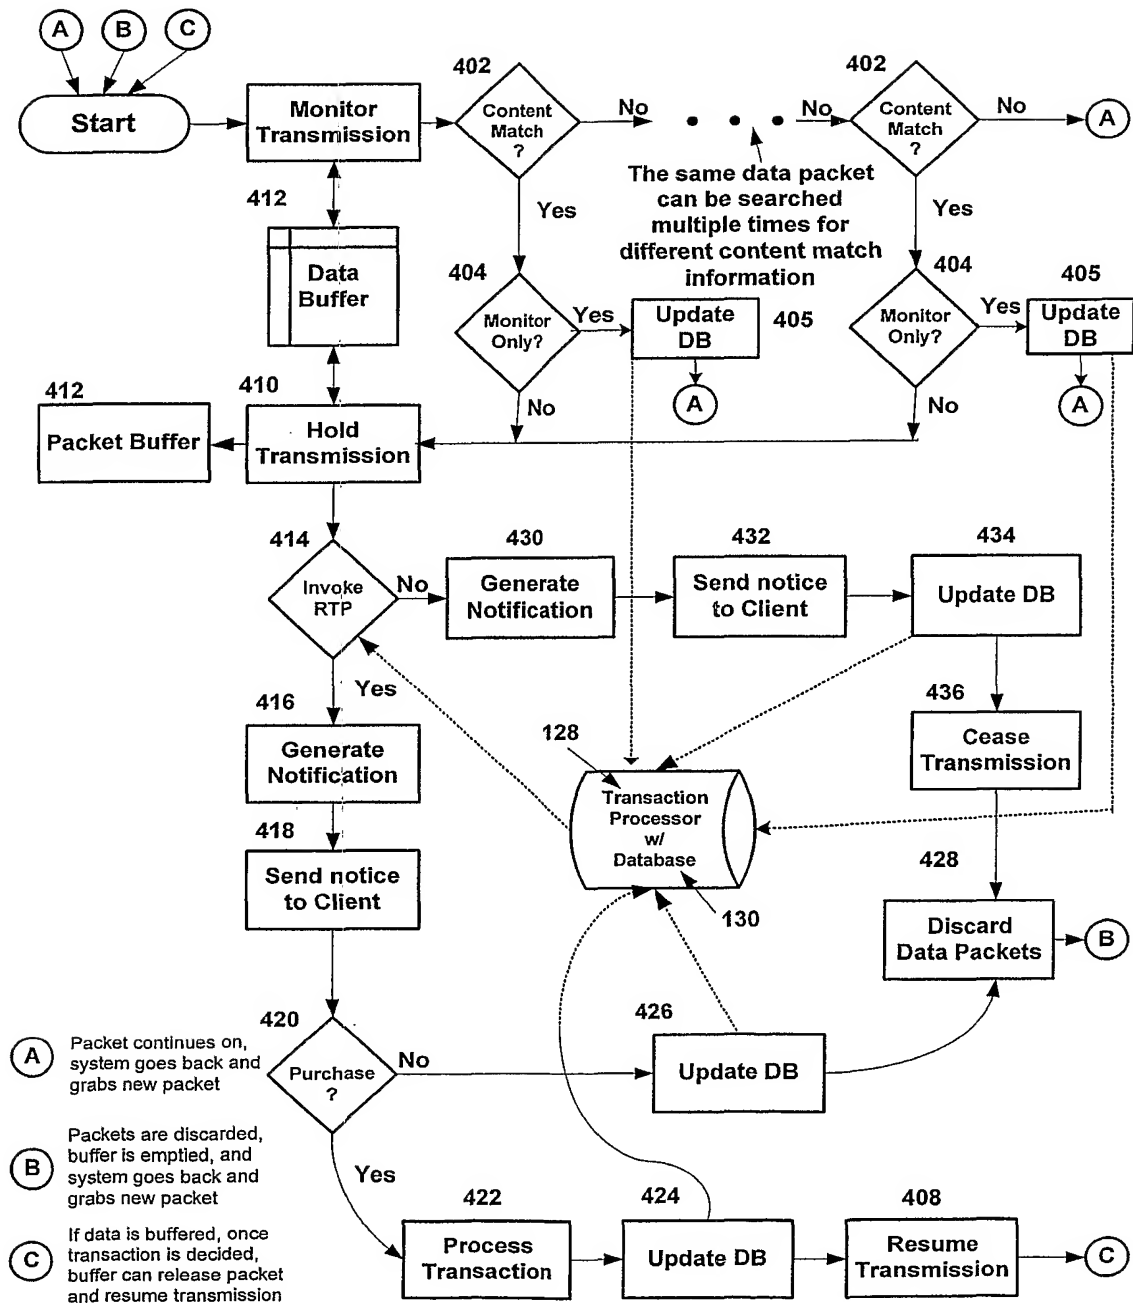 A
B
C
Start
Monitor
Transmission
402
Content
Match
?
No
No
402
Content
Match
?
No
A
The same data packet
can be searched
multiple times for
different content match
information
412
Yes
Yes
Data
Buffer
404
Monitor
Only?
Yes
Update
DB
405
A
No
404
Monitor
Only?
Yes
405
Update
DB
A
No
412
Packet Buffer
410
Hold
Transmission
414
Invoke
RTP
No
430
Generate
Notification
432
Send notice
to Client
434
Update DB
Yes
416
Generate
Notification
436
Cease
Transmission
128
Transaction
Processor
w/
Database
130
418
Send notice
to Client
428
Discard
Data Packets
B
420
Purchase
?
No
426
Update DB
A
Packet continues on,
system goes back and
grabs new packet
B
Packets are discarded,
buffer is emptied, and
system goes back and
grabs new packet
Yes
422
Process
Transaction
424
Update DB
408
Resume
Transmission
C
C
If data is buffered, once
transaction is decided,
buffer can release packet
and resume transmission